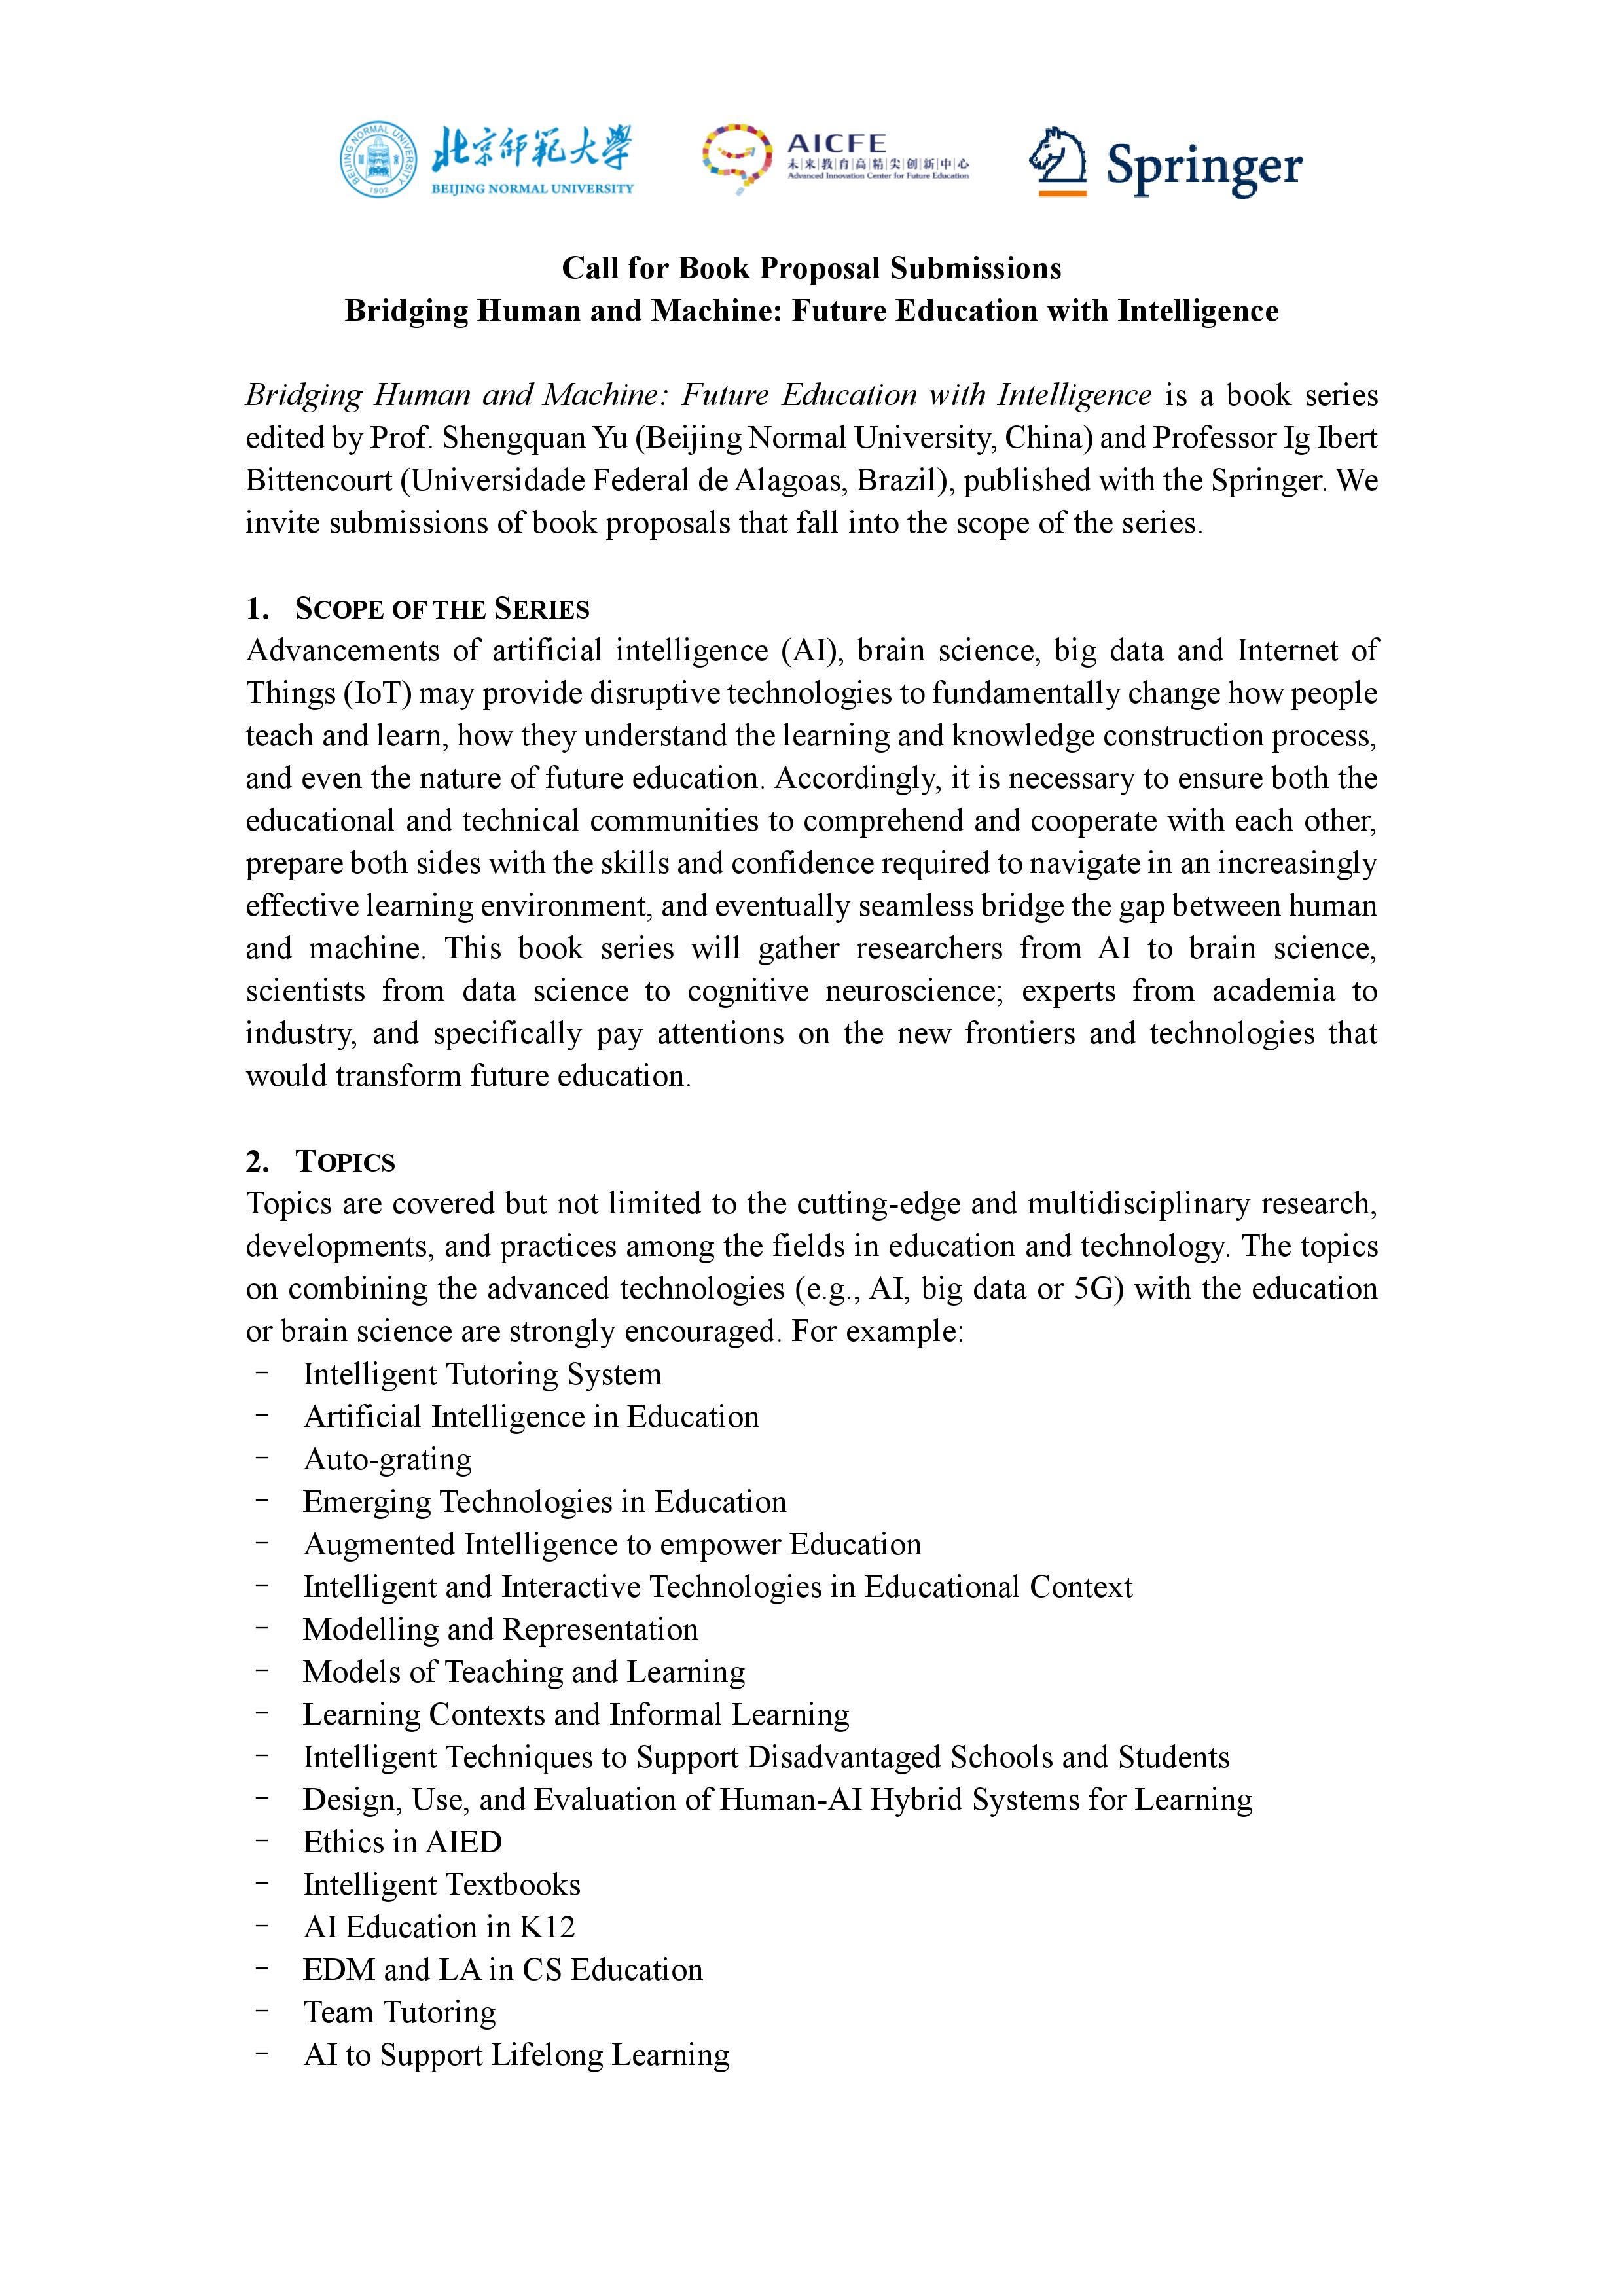 BEIJING NORMAL UNIVERSITY
1902
北京师范大学
BEIJING NORMAL UNIVERSITY
AICFE
未来教育高精尖创新中心
Advanced Innovation Center for Future Education
Springer
Call for Book Proposal Submissions
Bridging Human and Machine: Future Education with Intelligence
Bridging Human and Machine: Future Education with Intelligence is a book series
edited by Prof. Shengquan Yu (Beijing Normal University, China) and Professor Ig Ibert
Bittencourt (Universidade Federal de Alagoas, Brazil), published with the Springer. We
invite submissions of book proposals that fall into the scope of the series.
1. SCOPE OF THE SERIES
Advancements of artificial intelligence (AI), brain science, big data and Internet of
Things (IoT) may provide disruptive technologies to fundamentally change how people
teach and learn, how they understand the learning and knowledge construction process,
and even the nature of future education. Accordingly, it is necessary to ensure both the
educational and technical communities to comprehend and cooperate with each other,
prepare both sides with the skills and confidence required to navigate in an increasingly
effective learning environment, and eventually seamless bridge the gap between human
and machine. This book series will gather researchers from AI to brain science,
scientists from data science to cognitive neuroscience; experts from academia to
industry, and specifically pay attentions on the new frontiers and technologies that
would transform future education.
2. TOPICS
Topics are covered but not limited to the cutting-edge and multidisciplinary research,
developments, and practices among the fields in education and technology. The topics
on combining the advanced technologies (e.g., AI, big data or 5G) with the education
or brain science are strongly encouraged. For example:
- Intelligent Tutoring System
- Artificial Intelligence in Education
- Auto-grating
- Emerging Technologies in Education
- Augmented Intelligence to empower Education
- Intelligent and Interactive Technologies in Educational Context
- Modelling and Representation
- Models of Teaching and Learning
- Learning Contexts and Informal Learning
- Intelligent Techniques to Support Disadvantaged Schools and Students
- Design, Use, and Evaluation of Human-AI Hybrid Systems for Learning
- Ethics in AIED
- Intelligent Textbooks
- AI Education in K12
- EDM and LA in CS Education
- Team Tutoring
- AI to Support Lifelong Learning